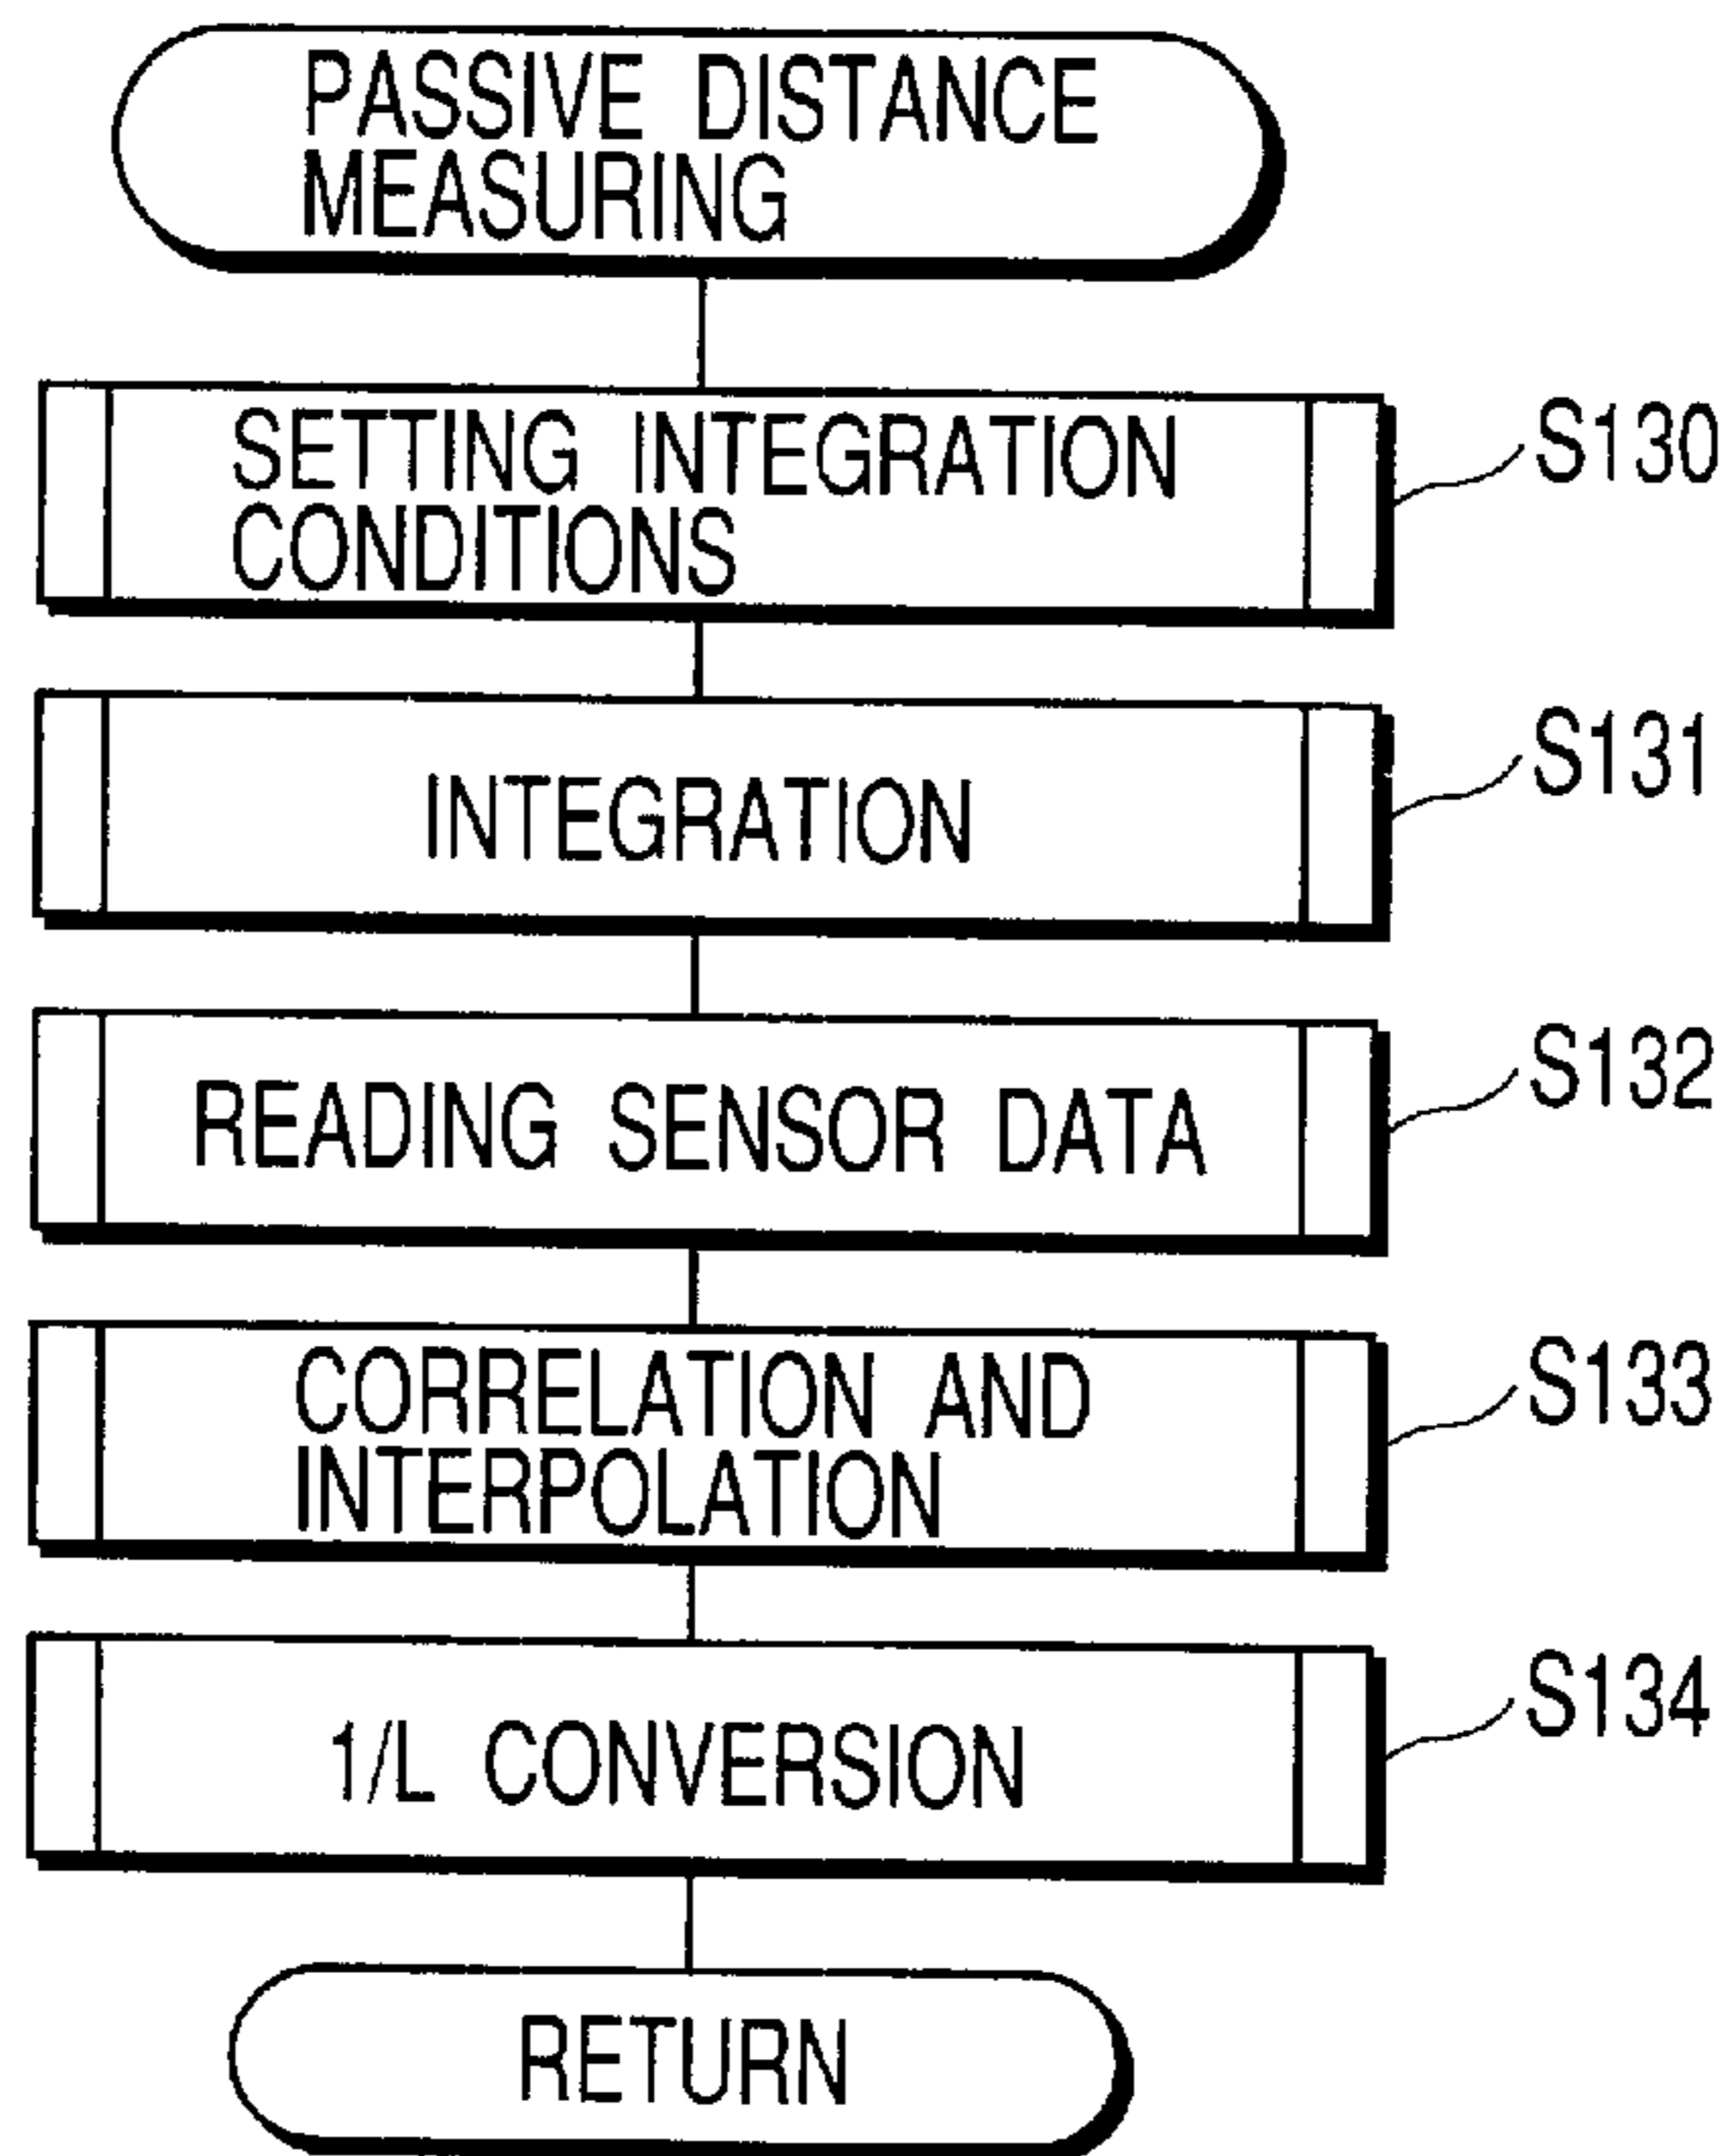 PASSIVE DISTANCE
MEASURING
SETTING INTEGRATION
CONDITIONS
S130
INTEGRATION
S131
READING SENSOR DATA
S132
CORRELATION AND
INTERPOLATION
S133
1/L CONVERSION
S134
RETURN